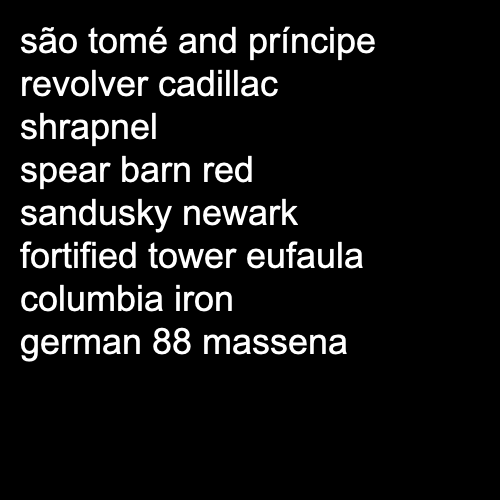 são tomé and príncipe
revolver cadillac
shrapnel
spear barn red
sandusky newark
fortified tower eufaula
columbia iron
german 88 massena